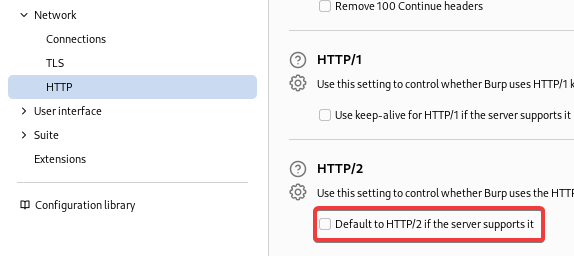 Network
Connections
TLS
HTTP
User interface
Suite
Extensions
Configuration library
Remove 100 Continue headers
HTTP/1
Use this setting to control whether Burp uses HTTP/1 k
Use keep-alive for HTTP/1 if the server supports it
HTTP/2
Use this setting to control whether Burp uses the HTTP
Default to HTTP/2 if the server supports it